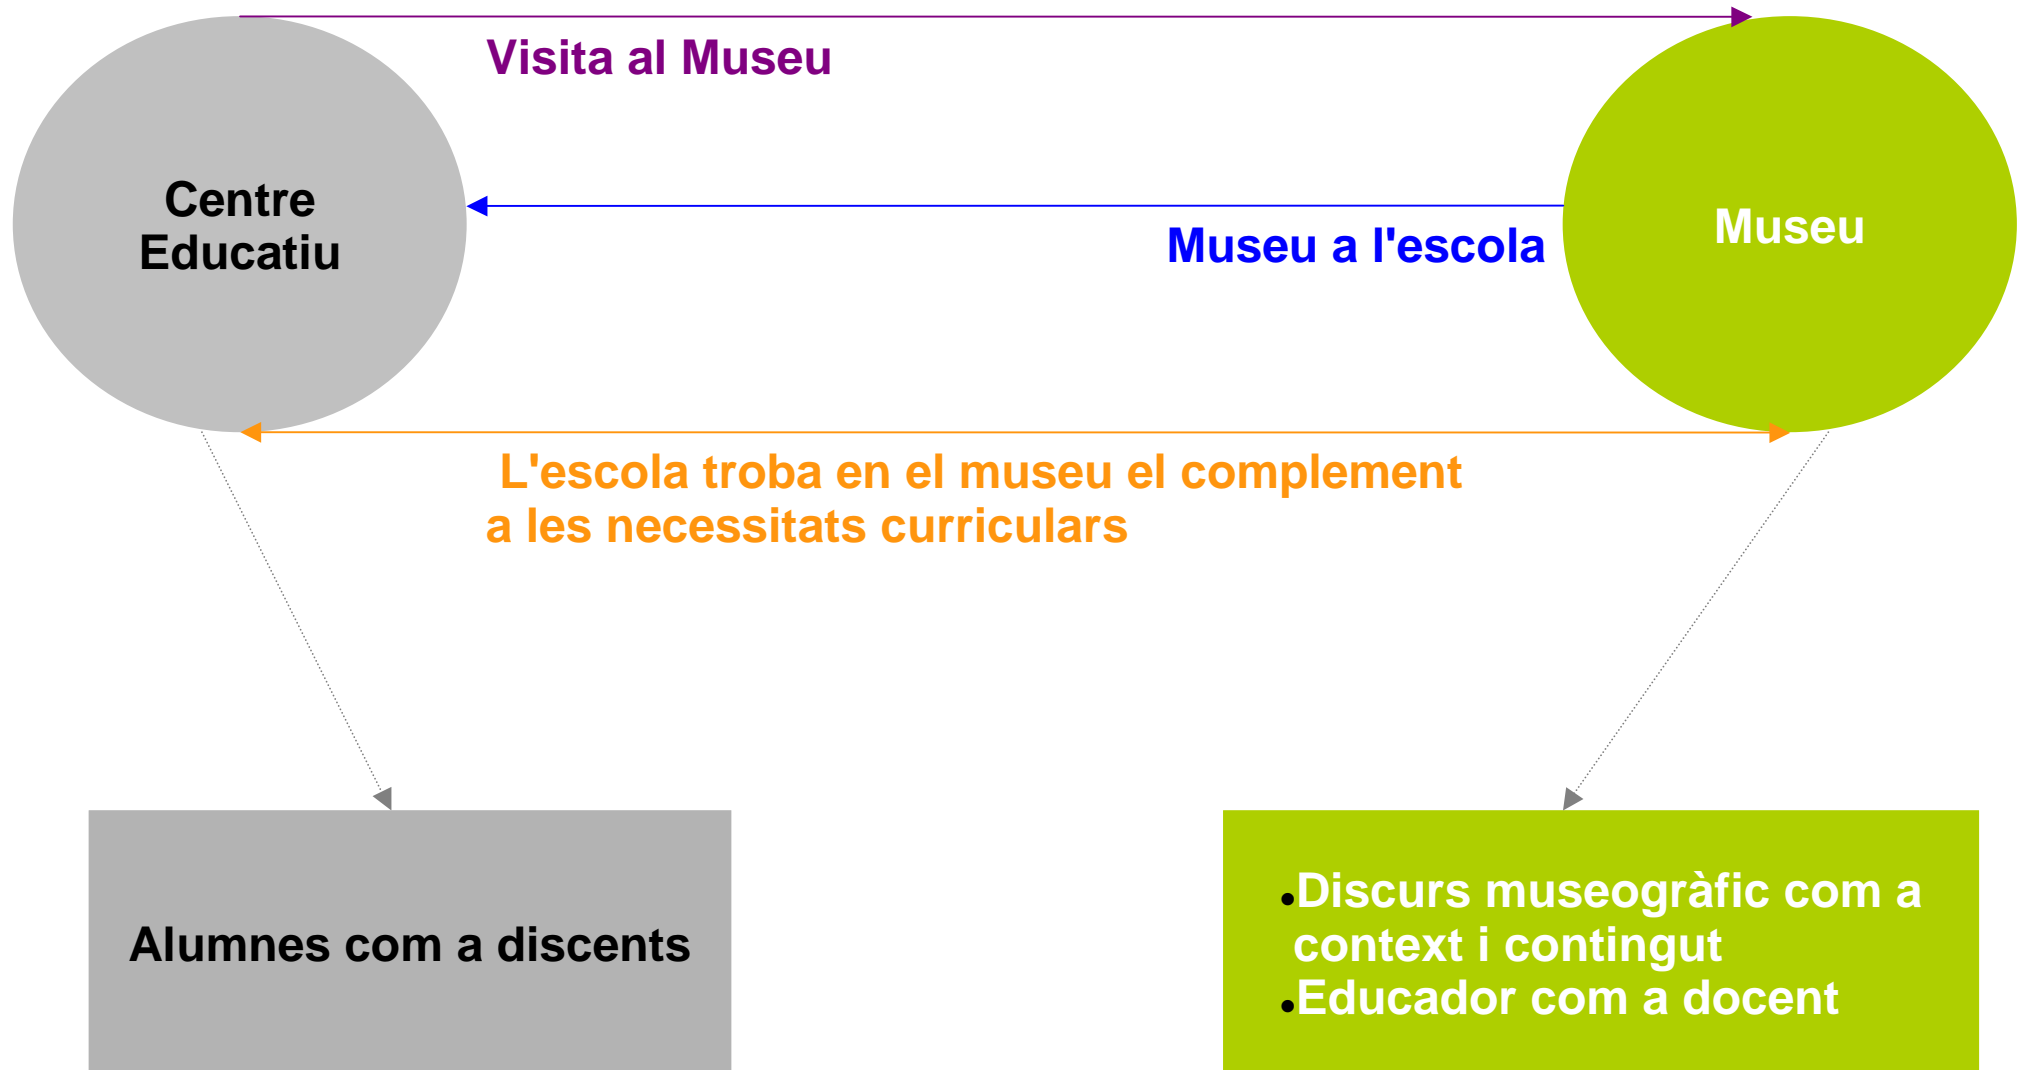 Visita al Museu
Centre
Educatiu
Museu
Museu a l'escola
L'escola troba en el museu el complement
a les necessitats curriculars
Alumnes com a discents
•Discurs museogràfic com a
context i contingut
•Educador com a docent